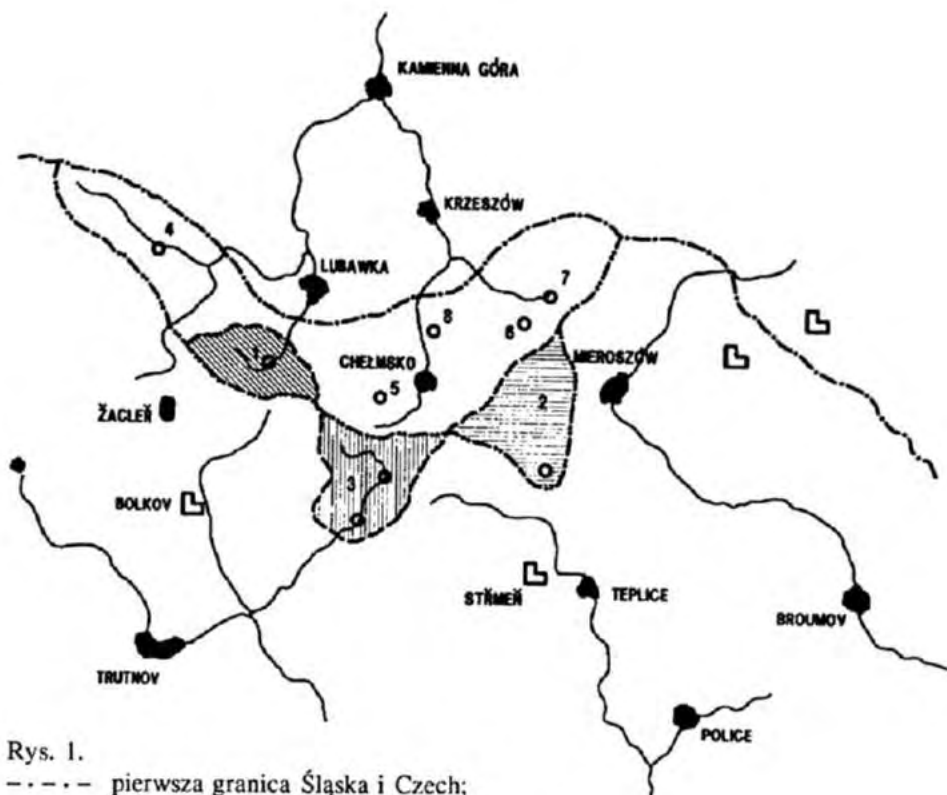 KAMIENNA GÓRA
KRZESZÓW
4
LUBAWKA
7
8
6
1
CHEŁMSKO
MIEROSZÓW
5
2
ŽACLEŘ
3
BOLKOV
STŘMEŇ
TEPLICE
BROUMOV
TRUTNOV
POLICE
Rys. 1.
pierwsza granica Śląska i Czech;